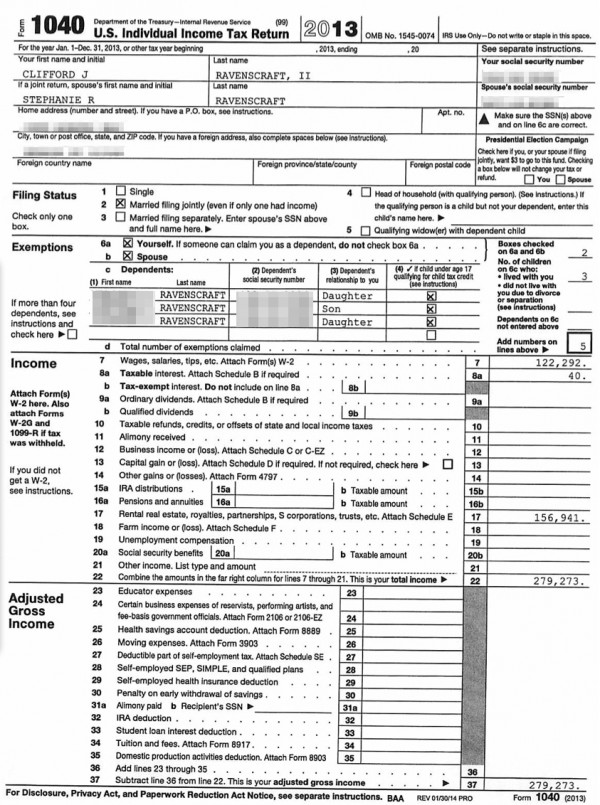 Form 1040 Department of the Treasury—Internal Revenue Service (99) U.S. Individual Income Tax Return 2013 OMB No. 1545-0074 IRS Use Only—Do not write or staple in this space.
For the year Jan. 1–Dec. 31, 2013, or other tax year beginning , 2013, ending , 20 See separate instructions.
Your first name and initial Last name Your social security number
CLIFFORD J RAVENSCRAFT, II
If a joint return, spouse's first name and initial Last name Spouse's social security number
STEPHANIE R RAVENSCRAFT
Home address (number and street). If you have a P.O. box, see instructions. Apt. no. ▲ Make sure the SSN(s) above and on line 6c are correct.
City, town or post office, state, and ZIP code. If you have a foreign address, also complete spaces below (see instructions).
Foreign country name Foreign province/state/county Foreign postal code
Presidential Election Campaign
Check here if you, or your spouse if filing jointly, want $3 to go to this fund. Checking a box below will not change your tax or refund. You Spouse
Filing Status
Check only one box.
1 Single
2 X Married filing jointly (even if only one had income)
3 Married filing separately. Enter spouse's SSN above and full name here. ▶
4 Head of household (with qualifying person). (See instructions.) If the qualifying person is a child but not your dependent, enter this child's name here. ▶
5 Qualifying widow(er) with dependent child
Exemptions
6a X Yourself. If someone can claim you as a dependent, do not check box 6a
b X Spouse
Boxes checked on 6a and 6b 2
c Dependents:
(1) First name Last name (2) Dependent's social security number (3) Dependent's relationship to you (4) ✓ if child under age 17 qualifying for child tax credit (see instructions)
RAVENSCRAFT Daughter X
RAVENSCRAFT Son X
RAVENSCRAFT Daughter X
If more than four dependents, see instructions and check here ▶
No. of children on 6c who:
• lived with you 3
• did not live with you due to divorce or separation (see instructions)
Dependents on 6c not entered above
d Total number of exemptions claimed Add numbers on lines above ▶ 5
Income
Attach Form(s) W-2 here. Also attach Forms W-2G and 1099-R if tax was withheld.
If you did not get a W-2, see instructions.
7 Wages, salaries, tips, etc. Attach Form(s) W-2 7 122,292.
8a Taxable interest. Attach Schedule B if required 8a 40.
b Tax-exempt interest. Do not include on line 8a 8b
9a Ordinary dividends. Attach Schedule B if required 9a
b Qualified dividends 9b
10 Taxable refunds, credits, or offsets of state and local income taxes 10
11 Alimony received 11
12 Business income or (loss). Attach Schedule C or C-EZ 12
13 Capital gain or (loss). Attach Schedule D if required. If not required, check here ▶ 13
14 Other gains or (losses). Attach Form 4797 14
15a IRA distributions 15a b Taxable amount 15b
16a Pensions and annuities 16a b Taxable amount 16b
17 Rental real estate, royalties, partnerships, S corporations, trusts, etc. Attach Schedule E 17 156,941.
18 Farm income or (loss). Attach Schedule F 18
19 Unemployment compensation 19
20a Social security benefits 20a b Taxable amount 20b
21 Other income. List type and amount 21
22 Combine the amounts in the far right column for lines 7 through 21. This is your total income ▶ 22 279,273.
Adjusted Gross Income
23 Educator expenses 23
24 Certain business expenses of reservists, performing artists, and fee-basis government officials. Attach Form 2106 or 2106-EZ 24
25 Health savings account deduction. Attach Form 8889 25
26 Moving expenses. Attach Form 3903 26
27 Deductible part of self-employment tax. Attach Schedule SE 27
28 Self-employed SEP, SIMPLE, and qualified plans 28
29 Self-employed health insurance deduction 29
30 Penalty on early withdrawal of savings 30
31a Alimony paid b Recipient's SSN ▶ 31a
32 IRA deduction 32
33 Student loan interest deduction 33
34 Tuition and fees. Attach Form 8917 34
35 Domestic production activities deduction. Attach Form 8903 35
36 Add lines 23 through 35 36
37 Subtract line 36 from line 22. This is your adjusted gross income ▶ 37 279,273.
For Disclosure, Privacy Act, and Paperwork Reduction Act Notice, see separate instructions. BAA REV 01/30/14 PRO Form 1040 (2013)